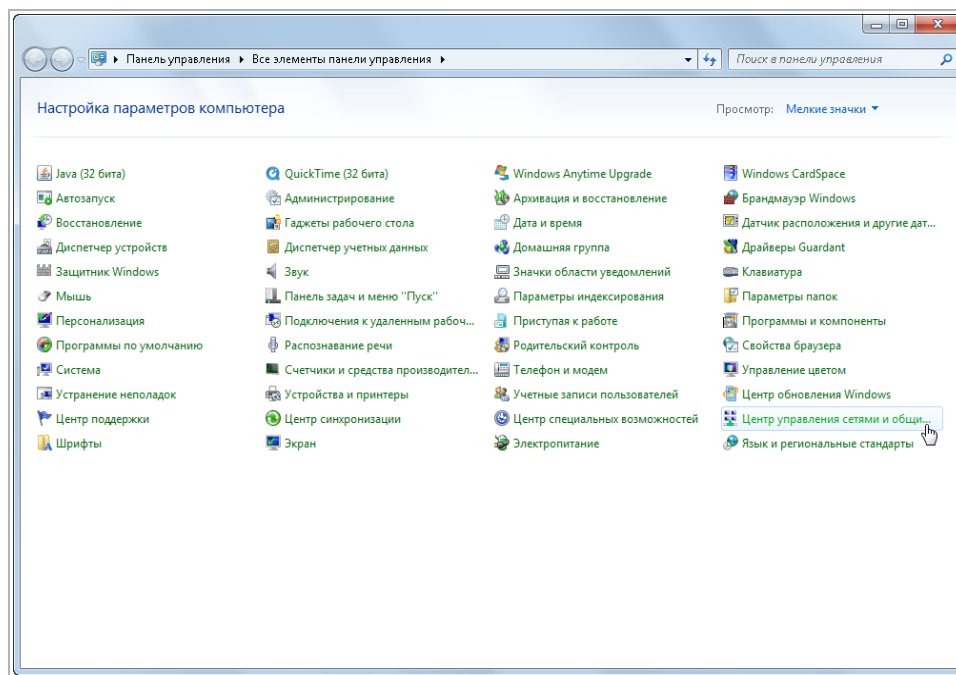 Панель управления ▸ Все элементы панели управления ▸ Поиск в панели управления
Настройка параметров компьютера
Просмотр: Мелкие значки
Java (32 бита) QuickTime (32 бита) Windows Anytime Upgrade Windows CardSpace
Автозапуск Администрирование Архивация и восстановление Брандмауэр Windows
Восстановление Гаджеты рабочего стола Дата и время Датчик расположения и другие дат...
Диспетчер устройств Диспетчер учетных данных Домашняя группа Драйверы Guardant
Защитник Windows Звук Значки области уведомлений Клавиатура
Мышь Панель задач и меню "Пуск" Параметры индексирования Параметры папок
Персонализация Подключения к удаленным рабоч... Приступая к работе Программы и компоненты
Программы по умолчанию Распознавание речи Родительский контроль Свойства браузера
Система Счетчики и средства производител... Телефон и модем Управление цветом
Устранение неполадок Устройства и принтеры Учетные записи пользователей Центр обновления Windows
Центр поддержки Центр синхронизации Центр специальных возможностей Центр управления сетями и общи...
Шрифты Экран Электропитание Язык и региональные стандарты